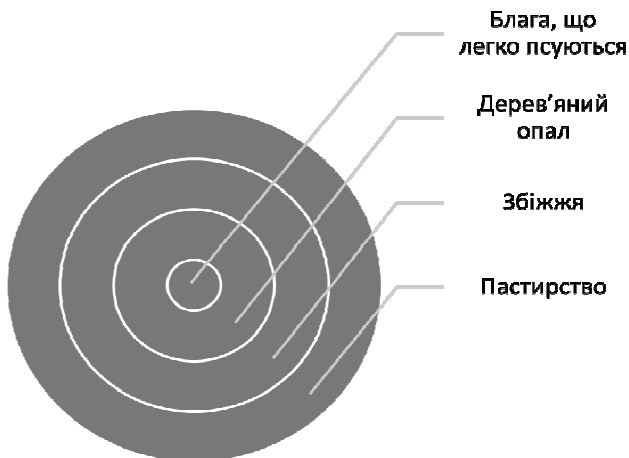 Блага, що
легко псуються
Дерев’яний
опал
Збіжжя
Пастирство